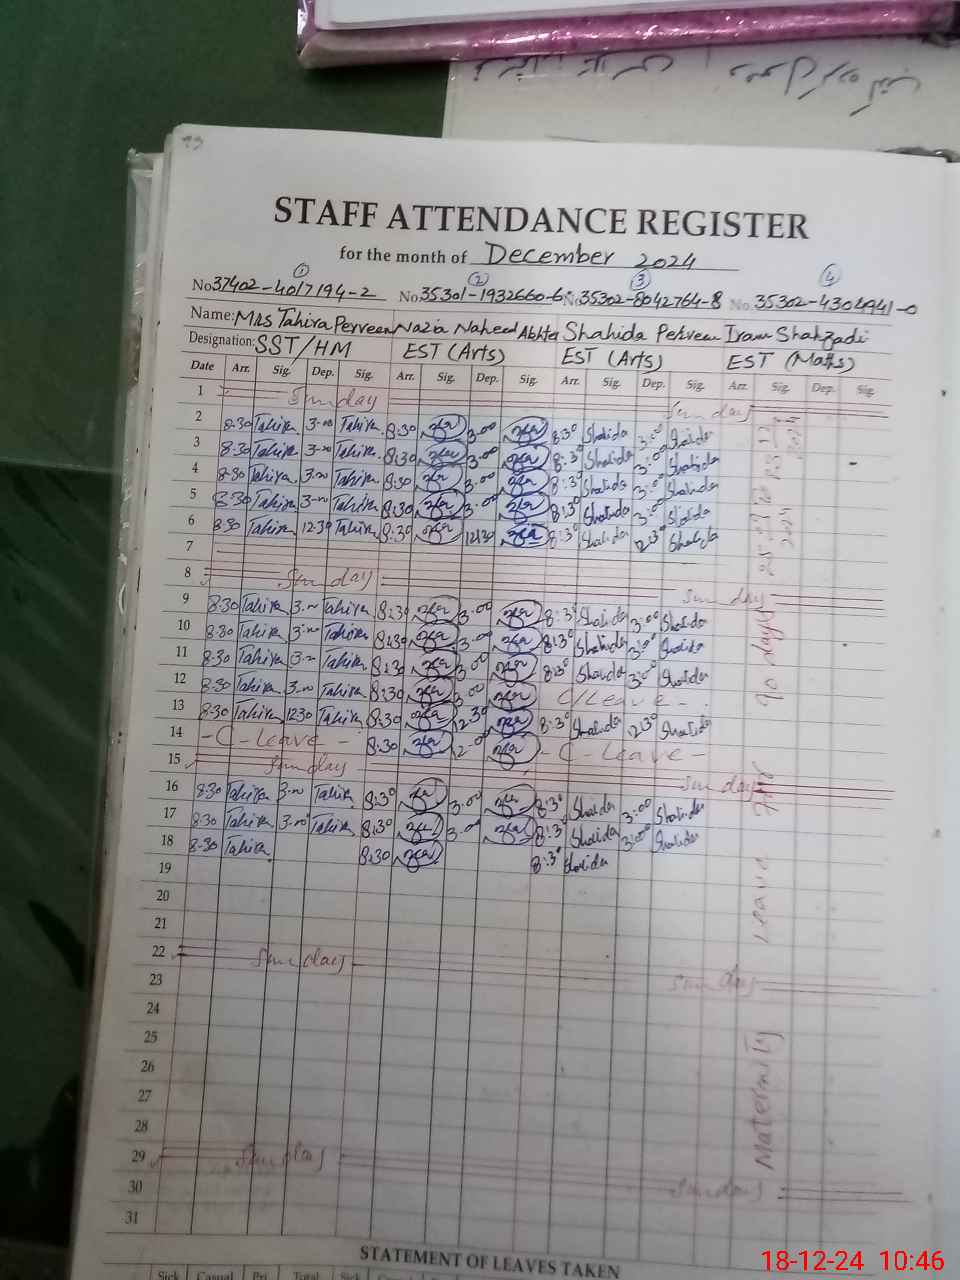 STAFF ATTENDANCE REGISTER
for the month of December 2024
① ② ③ ④
No. 37402-4017194-2 No. 35301-1932660-6 No. 35302-8042764-8 No. 35302-4304941-0
Name: Mrs Tahira Perveen Nazia Naheed Akhter Shahida Perveen Iram Shahzadi
Designation: SST/HM EST (Arts) EST (Arts) EST (Maths)
Date Arr. Sig. Dep. Sig. Arr. Sig. Dep. Sig. Arr. Sig. Dep. Sig. Arr. Sig. Dep. Sig.
1 Sunday Sunday
2 8:30 Tahira 3:00 Tahira 8:30 3:00 8:30 Shahida 3:00 Shahida
3 8:30 Tahira 3:00 Tahira 8:30 3:00 8:30 Shahida 3:00 Shahida
4 8:30 Tahira 3:00 Tahira 8:30 3:00 8:30 Shahida 3:00 Shahida
5 8:30 Tahira 3:00 Tahira 8:30 3:00 8:30 Shahida 3:00 Shahida
6 8:30 Tahira 12:30 Tahira 8:30 12:30 8:30 Shahida 12:30 Shahida
7
8 Sunday Sunday
9 8:30 Tahira 3:00 Tahira 8:30 3:00 8:30 Shahida 3:00 Shahida
10 8:30 Tahira 3:00 Tahira 8:30 3:00 8:30 Shahida 3:00 Shahida
11 8:30 Tahira 3:00 Tahira 8:30 3:00 8:30 Shahida 3:00 Shahida
12 8:30 Tahira 3:00 Tahira 8:30 3:00 C/Leave -
13 8:30 Tahira 12:30 Tahira 8:30 12:30 8:30 Shahida 12:30 Shahida
14 - C - Leave - 8:30 2:00 - C - Leave -
15 Sunday Sunday
16 8:30 Tahira 3:00 Tahira 8:30 3:00 8:30 Shahida 3:00 Shahida
17 8:30 Tahira 3:00 Tahira 8:30 3:00 8:30 Shahida 3:00 Shahida
18 8:30 Tahira 8:30 8:30 Shahida
19
20
21
22 Sunday
23 Sunday
24
25
26
27
28
29 Sunday
30 Sunday
31
Maternity Leave 90 days
STATEMENT OF LEAVES TAKEN
Sick Casual Pri Total Sick
18-12-24 10:46